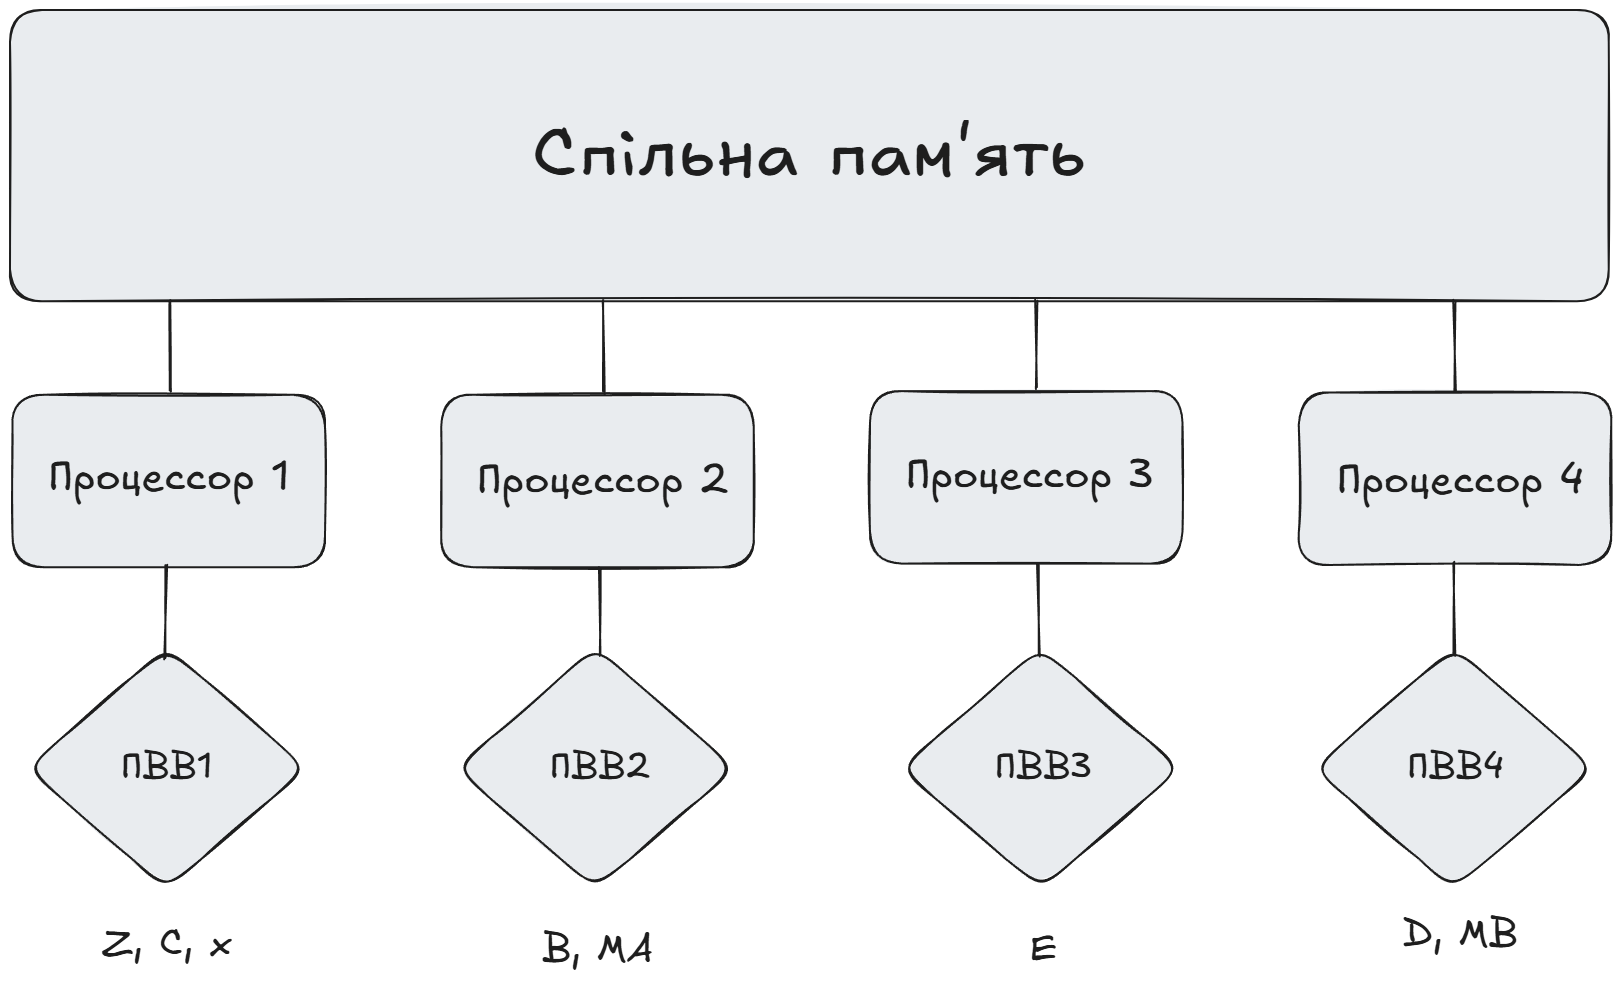 Спільна пам'ять
Процессор 1
Процессор 2
Процессор 3
Процессор 4
ПВВ1
ПВВ2
ПВВ3
ПВВ4
Z, C, x
B, MA
E
D, MB